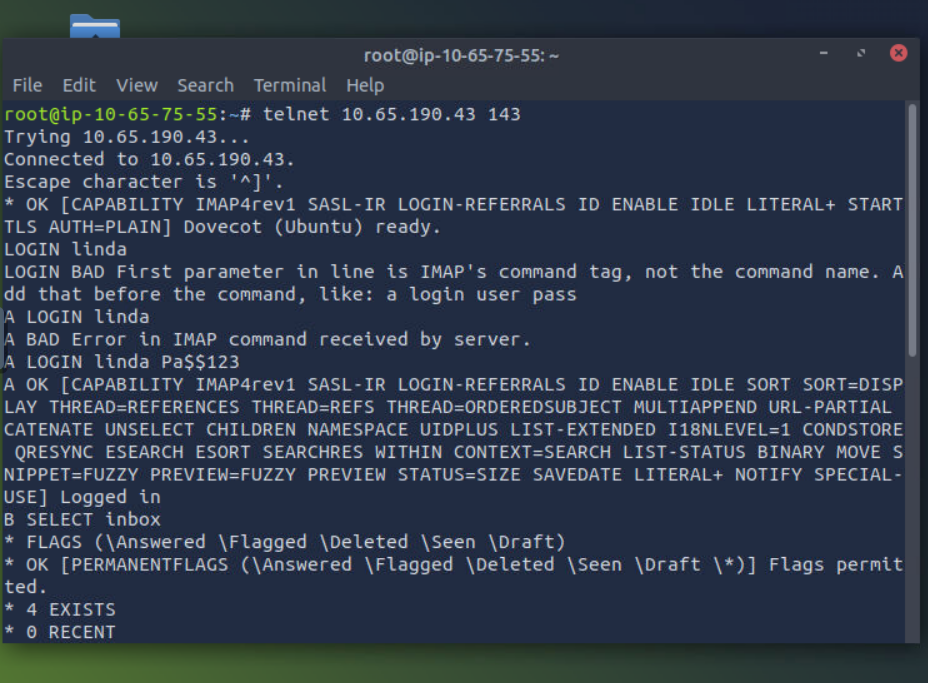 root@ip-10-65-75-55: ~
File Edit View Search Terminal Help
root@ip-10-65-75-55:~# telnet 10.65.190.43 143
Trying 10.65.190.43...
Connected to 10.65.190.43.
Escape character is '^]'.
* OK [CAPABILITY IMAP4rev1 SASL-IR LOGIN-REFERRALS ID ENABLE IDLE LITERAL+ START
TLS AUTH=PLAIN] Dovecot (Ubuntu) ready.
LOGIN linda
LOGIN BAD First parameter in line is IMAP's command tag, not the command name. A
dd that before the command, like: a login user pass
A LOGIN linda
A BAD Error in IMAP command received by server.
A LOGIN linda Pa$$123
A OK [CAPABILITY IMAP4rev1 SASL-IR LOGIN-REFERRALS ID ENABLE IDLE SORT SORT=DISP
LAY THREAD=REFERENCES THREAD=REFS THREAD=ORDEREDSUBJECT MULTIAPPEND URL-PARTIAL
CATENATE UNSELECT CHILDREN NAMESPACE UIDPLUS LIST-EXTENDED I18NLEVEL=1 CONDSTORE
 QRESYNC ESEARCH ESORT SEARCHRES WITHIN CONTEXT=SEARCH LIST-STATUS BINARY MOVE S
NIPPET=FUZZY PREVIEW=FUZZY PREVIEW STATUS=SIZE SAVEDATE LITERAL+ NOTIFY SPECIAL-
USE] Logged in
B SELECT inbox
* FLAGS (\Answered \Flagged \Deleted \Seen \Draft)
* OK [PERMANENTFLAGS (\Answered \Flagged \Deleted \Seen \Draft \*)] Flags permit
ted.
* 4 EXISTS
* 0 RECENT